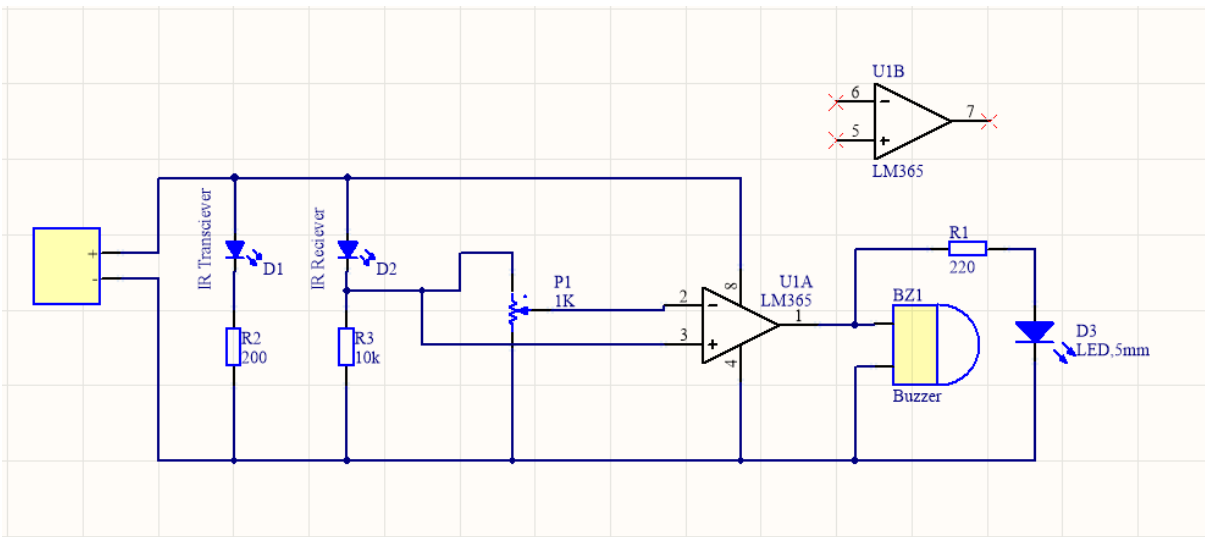 U1B
6
7
5
LM365
IR Transciever
IR Reciever
R1
220
+
-
D1
D2
P1
1K
U1A
LM365
8
2
3
1
4
BZ1
D3
LED,5mm
R2
200
R3
10k
Buzzer